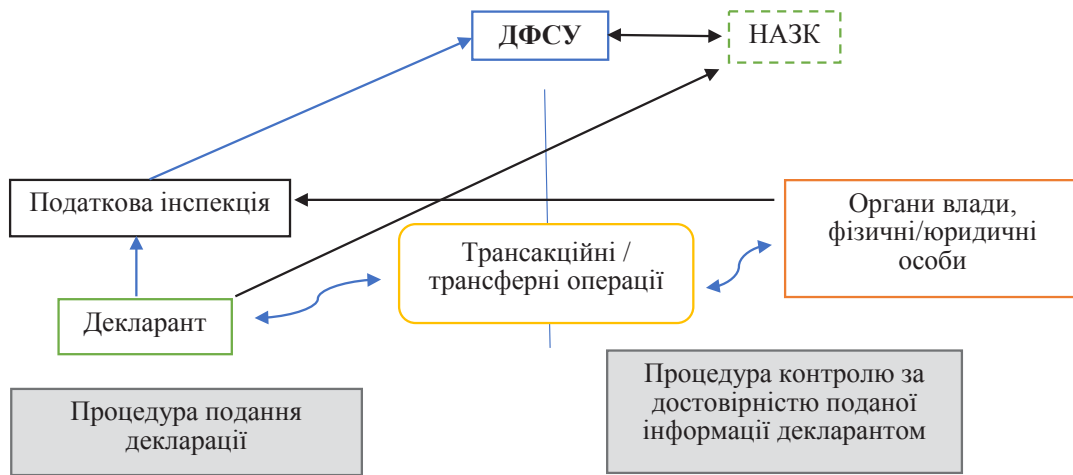 ДФСУ
НАЗК
Податкова інспекція
Органи влади,
фізичні/юридичні
особи
Трансакційні /
трансферні операції
Декларант
Процедура подання
декларації
Процедура контролю за
достовірністю поданої
інформації декларантом